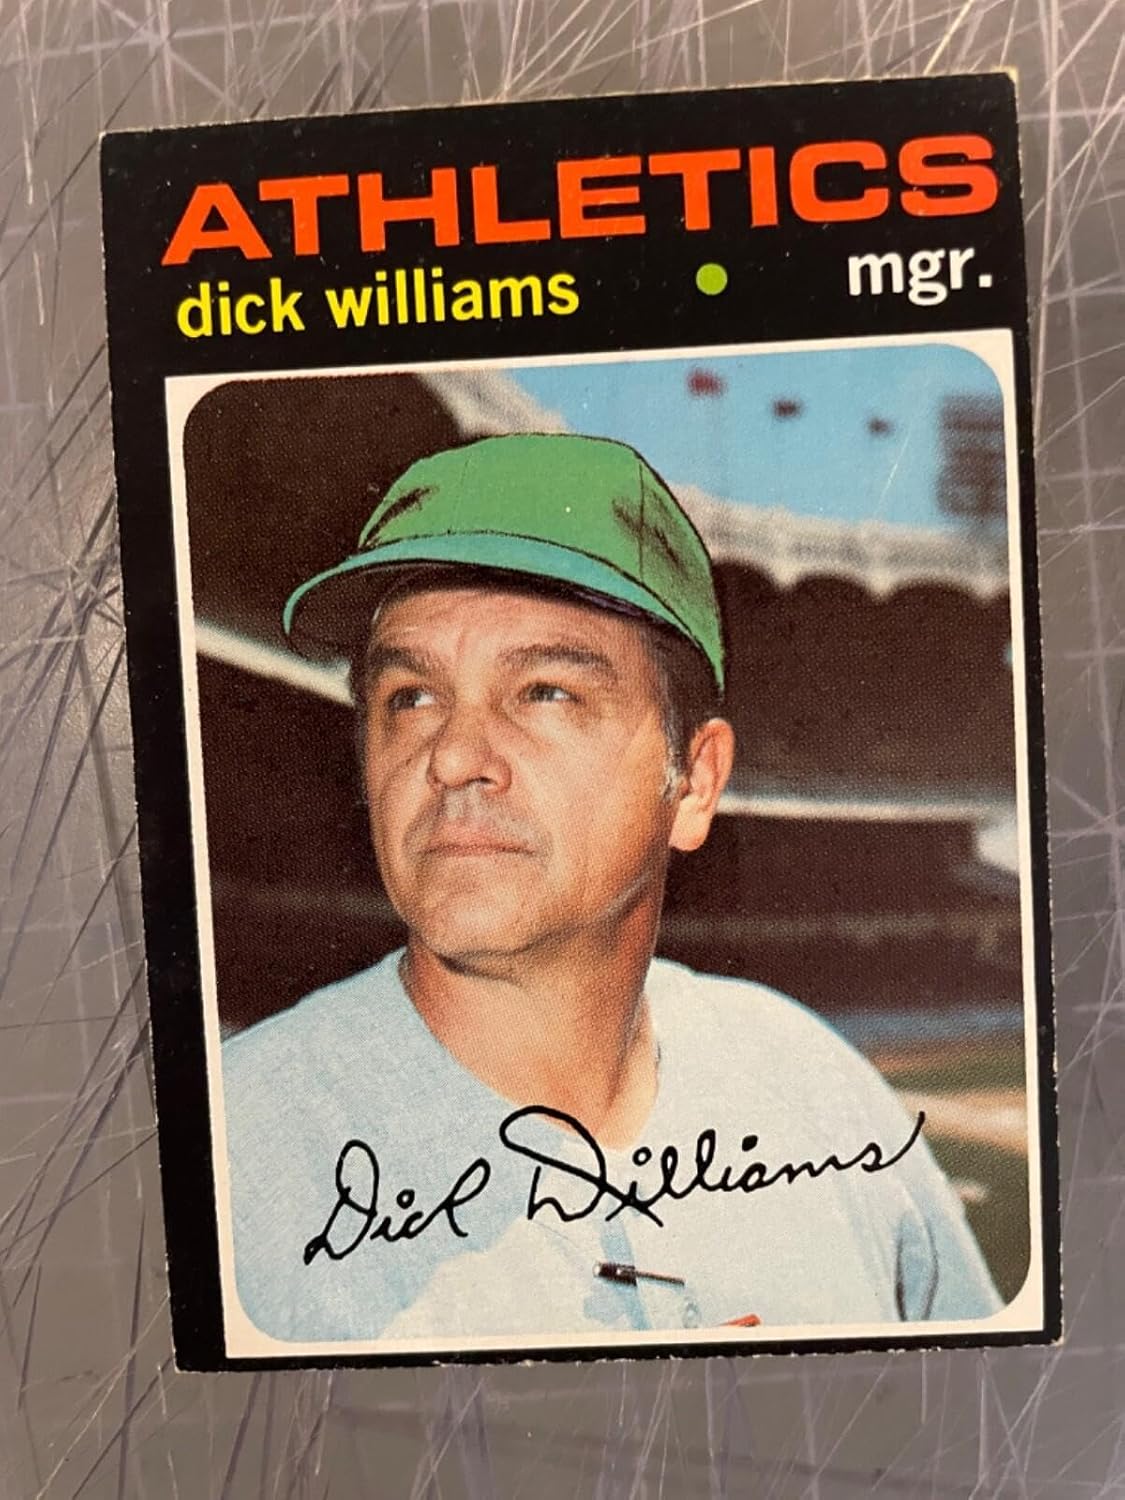 ATHLETICS
dick williams • mgr.
Dick Williams